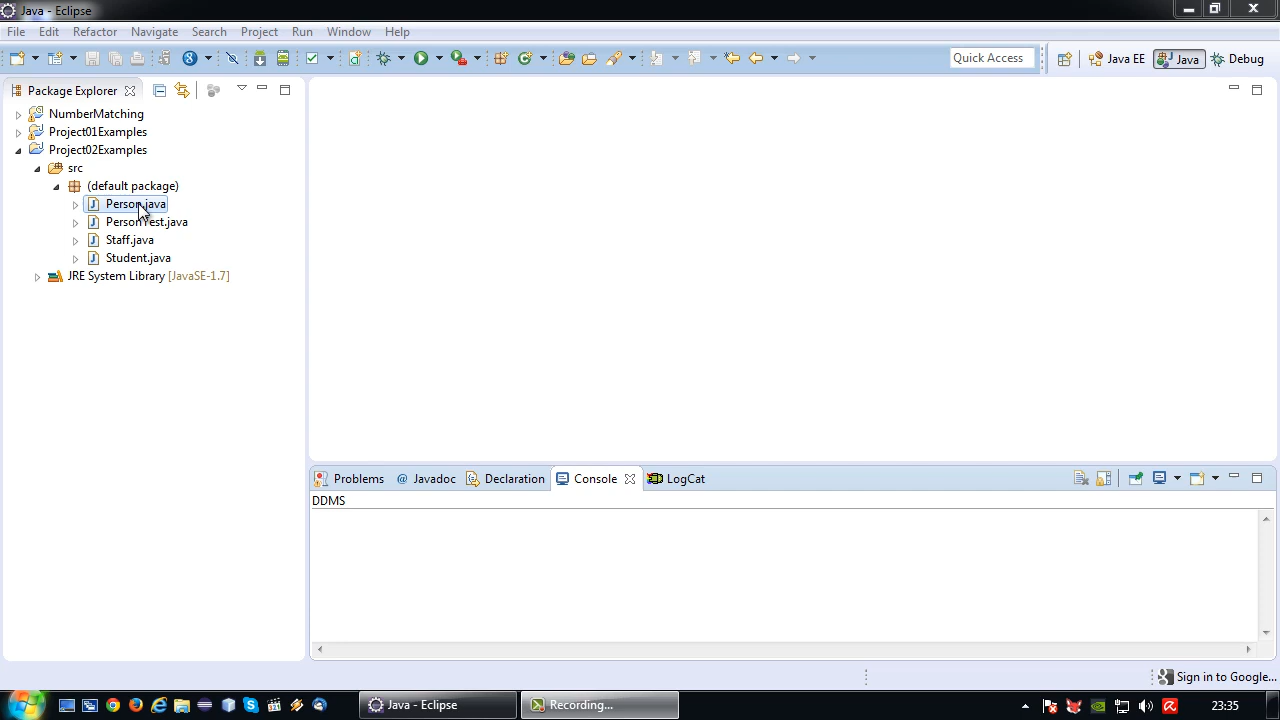 Java - Eclipse
File Edit Refactor Navigate Search Project Run Window Help
Quick Access
Java EE
Java
Debug
Package Explorer
NumberMatching
Project01Examples
Project02Examples
src
(default package)
Person.java
PersonTest.java
Staff.java
Student.java
JRE System Library [JavaSE-1.7]
Problems
@ Javadoc
Declaration
Console
LogCat
DDMS
Sign in to Google...
Java - Eclipse
Recording...
23:35